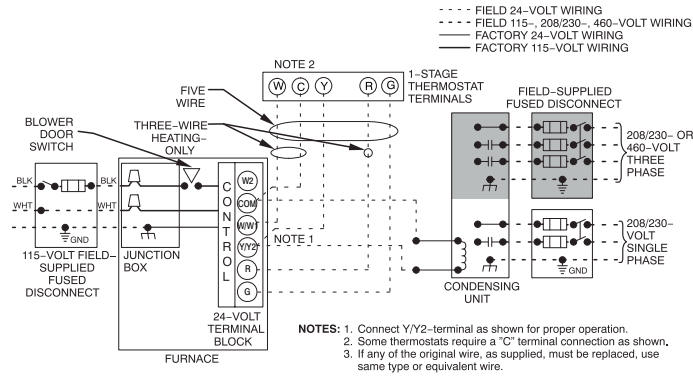 FIELD 24-VOLT WIRING
FIELD 115-, 208/230-, 460-VOLT WIRING
FACTORY 24-VOLT WIRING
FACTORY 115-VOLT WIRING
NOTE 2
W C Y R G
1-STAGE
THERMOSTAT
TERMINALS
FIVE
WIRE
FIELD-SUPPLIED
FUSED DISCONNECT
BLOWER
DOOR
SWITCH
THREE-WIRE
HEATING-
ONLY
208/230- OR
460-VOLT
THREE
PHASE
BLK
BLK
WHT
WHT
GND
CONTROL
W2
COM
W/W1
Y/Y2
R
G
NOTE 1
208/230-
VOLT
SINGLE
PHASE
GND
115-VOLT FIELD-
SUPPLIED
FUSED
DISCONNECT
JUNCTION
BOX
CONDENSING
UNIT
24-VOLT
TERMINAL
BLOCK
FURNACE
NOTES: 1. Connect Y/Y2-terminal as shown for proper operation.
2. Some thermostats require a "C" terminal connection as shown.
3. If any of the original wire, as supplied, must be replaced, use
same type or equivalent wire.